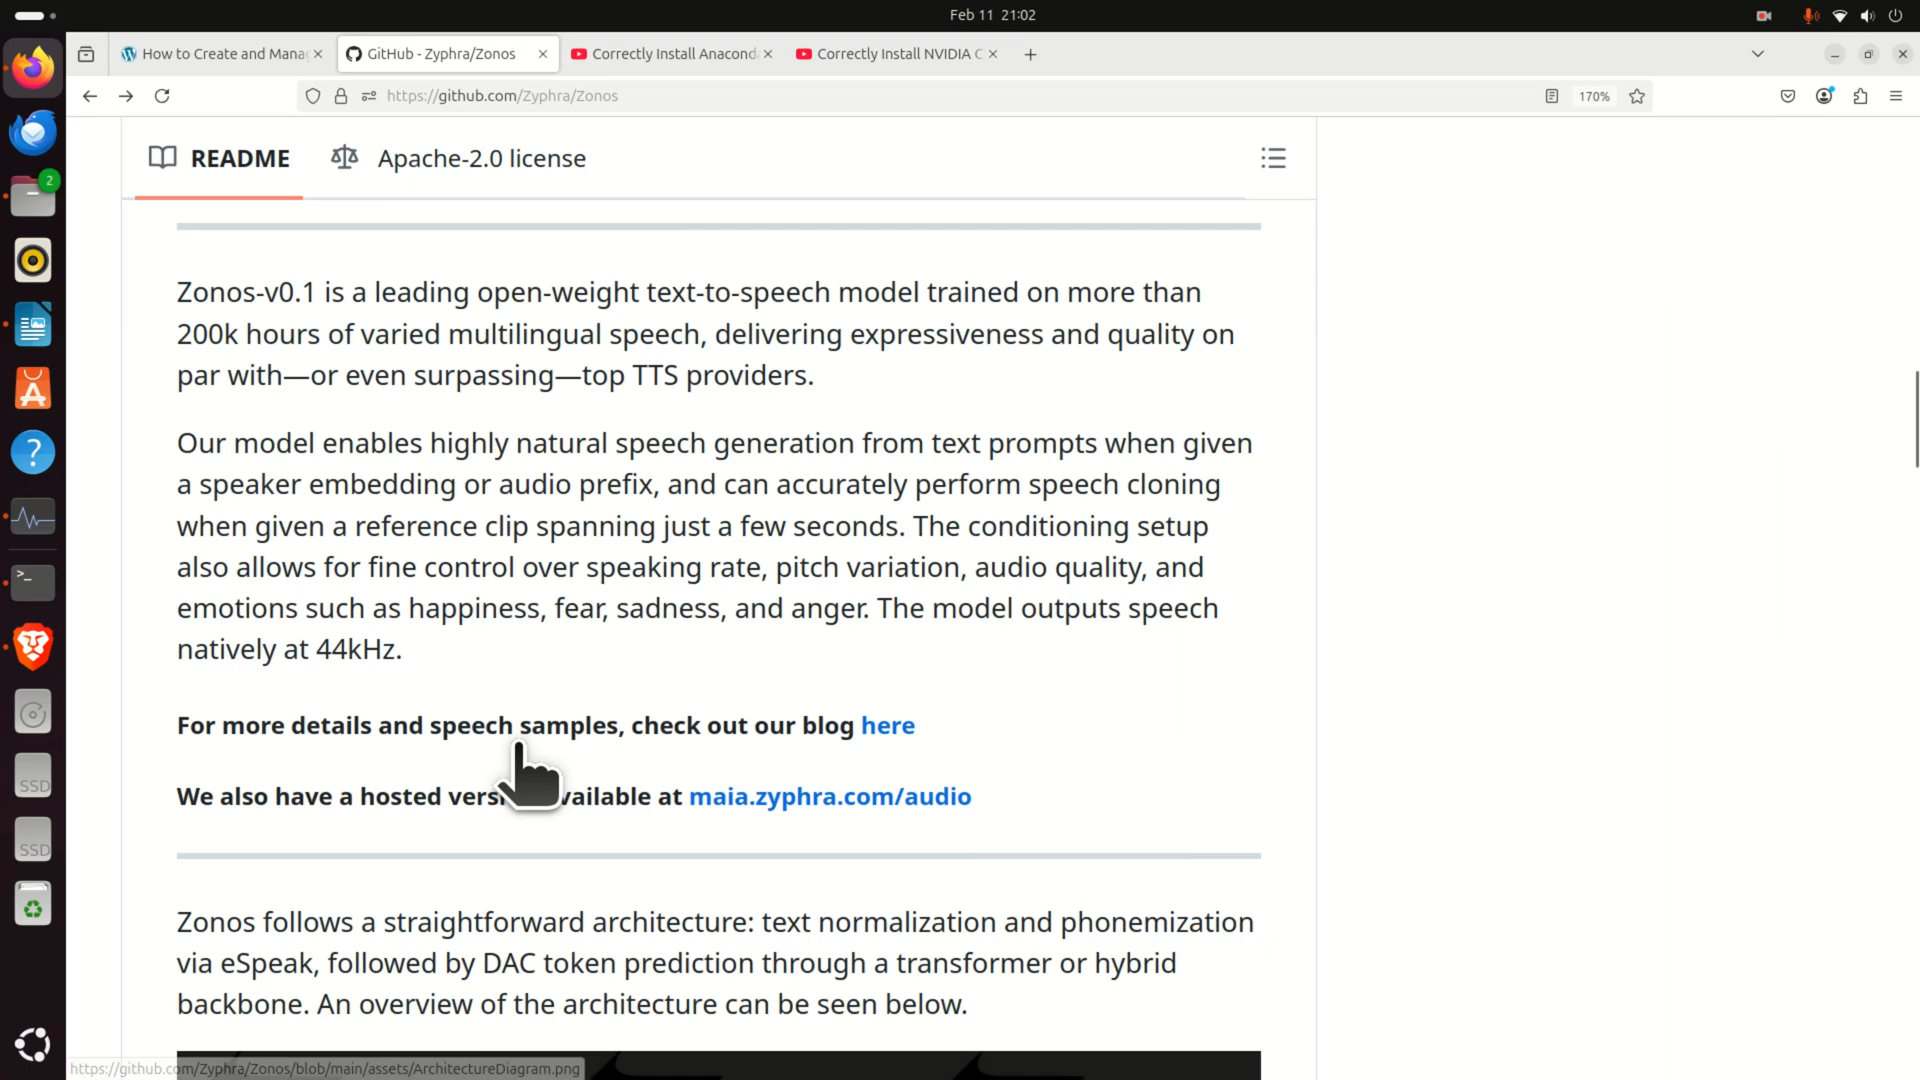 Feb 11 21:02
How to Create and Mana
GitHub - Zyphra/Zonos
Correctly Install Anacond
Correctly Install NVIDIA C
https://github.com/Zyphra/Zonos
170%
2
README
Apache-2.0 license
Zonos-v0.1 is a leading open-weight text-to-speech model trained on more than
200k hours of varied multilingual speech, delivering expressiveness and quality on
par with—or even surpassing—top TTS providers.
Our model enables highly natural speech generation from text prompts when given
a speaker embedding or audio prefix, and can accurately perform speech cloning
when given a reference clip spanning just a few seconds. The conditioning setup
also allows for fine control over speaking rate, pitch variation, audio quality, and
emotions such as happiness, fear, sadness, and anger. The model outputs speech
natively at 44kHz.
For more details and speech samples, check out our blog here
We also have a hosted versi vailable at maia.zyphra.com/audio
Zonos follows a straightforward architecture: text normalization and phonemization
via eSpeak, followed by DAC token prediction through a transformer or hybrid
backbone. An overview of the architecture can be seen below.
SSD
SSD
https://github.com/Zyphra/Zonos/blob/main/assets/ArchitectureDiagram.png